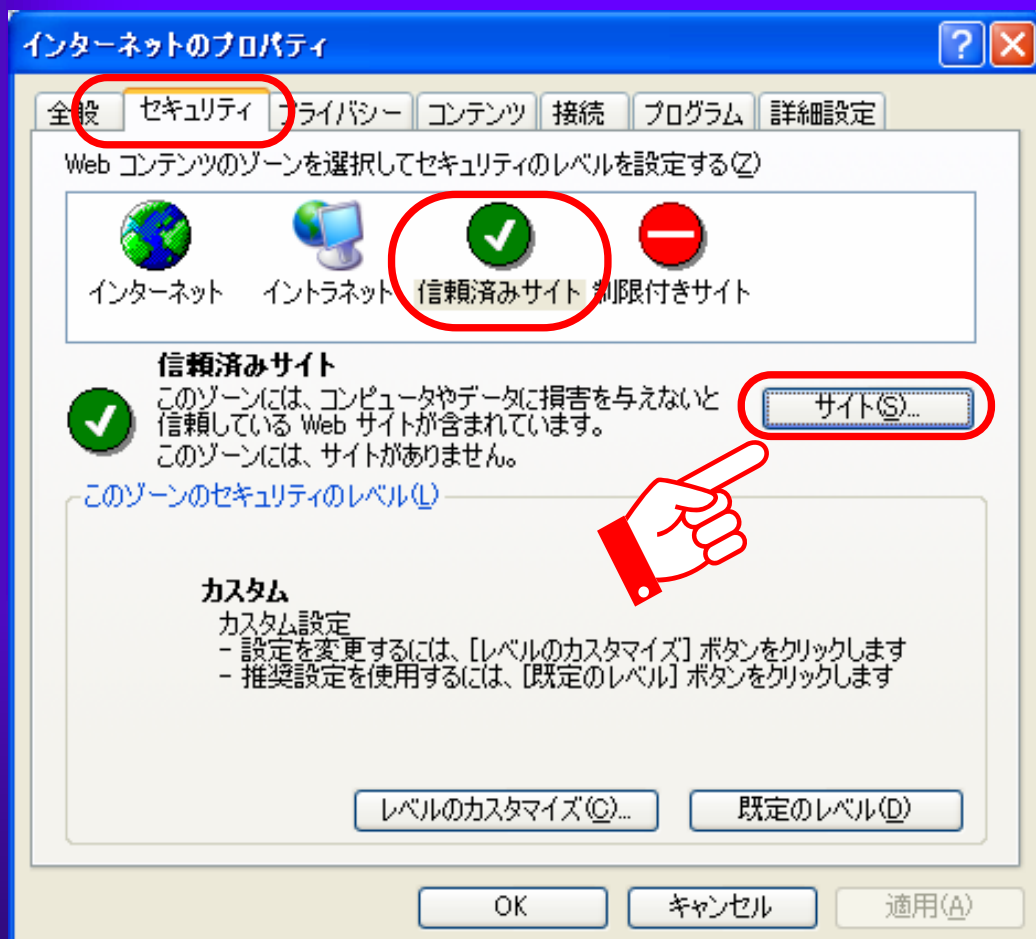 インターネットのプロパティ
全般 セキュリティ プライバシー コンテンツ 接続 プログラム 詳細設定
Web コンテンツのゾーンを選択してセキュリティのレベルを設定する(Z)
インターネット イントラネット 信頼済みサイト 制限付きサイト
信頼済みサイト
このゾーンには、コンピュータやデータに損害を与えないと
信頼している Web サイトが含まれています。
このゾーンには、サイトがありません。
サイト(S)...
このゾーンのセキュリティのレベル(L)
カスタム
カスタム設定
- 設定を変更するには、[レベルのカスタマイズ] ボタンをクリックします
- 推奨設定を使用するには、[既定のレベル] ボタンをクリックします
レベルのカスタマイズ(C)... 既定のレベル(D)
OK キャンセル 適用(A)